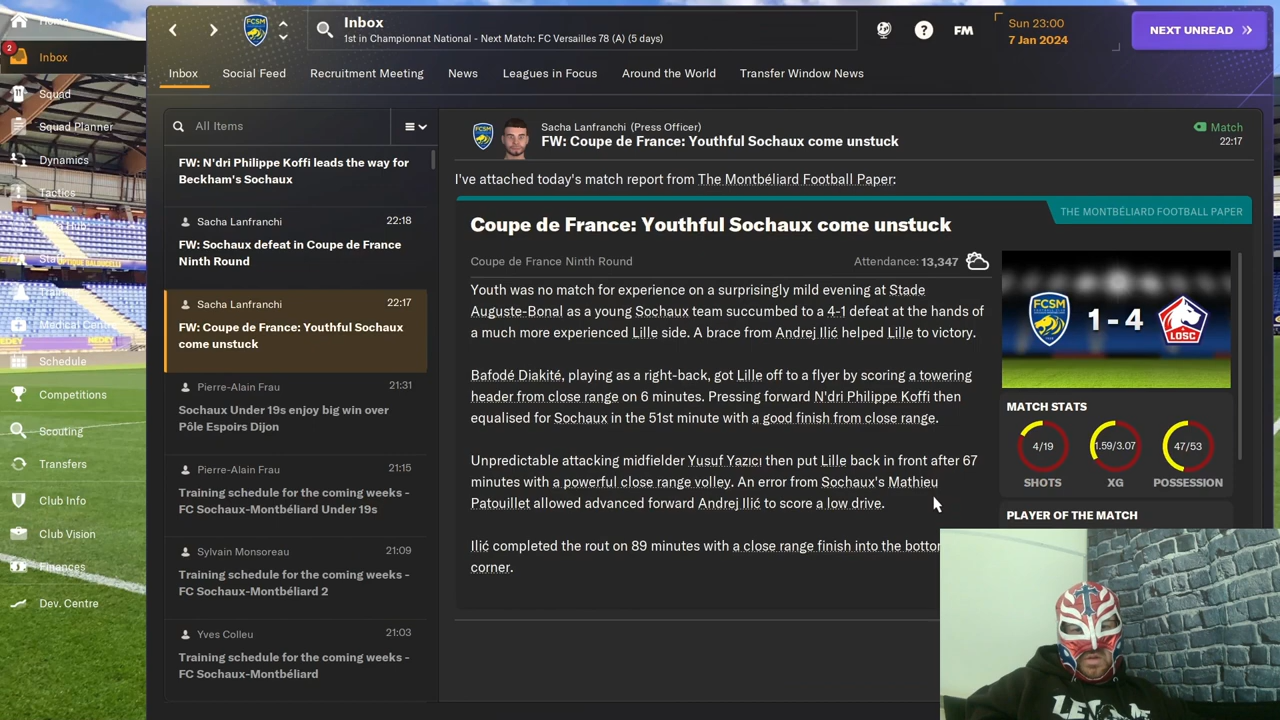 Home
2
Inbox
Squad
Squad Planner
Dynamics
Tactics
Schedule
Competitions
Scouting
Transfers
Club Info
Club Vision
Finances
Dev. Centre
FCSM
Inbox
1st in Championnat National - Next Match: FC Versailles 78 (A) (5 days)
?
FM
Sun 23:00
7 Jan 2024
NEXT UNREAD
Inbox
Social Feed
Recruitment Meeting
News
Leagues in Focus
Around the World
Transfer Window News
All Items
FW: N'dri Philippe Koffi leads the way for
Beckham's Sochaux
Sacha Lanfranchi
22:18
FW: Sochaux defeat in Coupe de France
Ninth Round
Sacha Lanfranchi
22:17
FW: Coupe de France: Youthful Sochaux
come unstuck
Pierre-Alain Frau
21:31
Sochaux Under 19s enjoy big win over
Pôle Espoirs Dijon
Pierre-Alain Frau
21:15
Training schedule for the coming weeks -
FC Sochaux-Montbéliard Under 19s
Sylvain Monsoreau
21:09
Training schedule for the coming weeks -
FC Sochaux-Montbéliard 2
Yves Colleu
21:03
Training schedule for the coming weeks -
FC Sochaux-Montbéliard
Sacha Lanfranchi (Press Officer)
FW: Coupe de France: Youthful Sochaux come unstuck
Match
22:17
I've attached today's match report from The Montbéliard Football Paper:
THE MONTBÉLIARD FOOTBALL PAPER
Coupe de France: Youthful Sochaux come unstuck
Coupe de France Ninth Round
Attendance: 13,347
Youth was no match for experience on a surprisingly mild evening at Stade
Auguste-Bonal as a young Sochaux team succumbed to a 4-1 defeat at the hands of
a much more experienced Lille side. A brace from Andrej Ilić helped Lille to victory.
Bafodé Diakité, playing as a right-back, got Lille off to a flyer by scoring a towering
header from close range on 6 minutes. Pressing forward N'dri Philippe Koffi then
equalised for Sochaux in the 51st minute with a good finish from close range.
Unpredictable attacking midfielder Yusuf Yazıcı then put Lille back in front after 67
minutes with a powerful close range volley. An error from Sochaux's Mathieu
Patouillet allowed advanced forward Andrej Ilić to score a low drive.
Ilić completed the rout on 89 minutes with a close range finish into the bottom
corner.
FCSM
1 - 4
LOSC
MATCH STATS
4/19
1.59/3.07
47/53
SHOTS
XG
POSSESSION
PLAYER OF THE MATCH